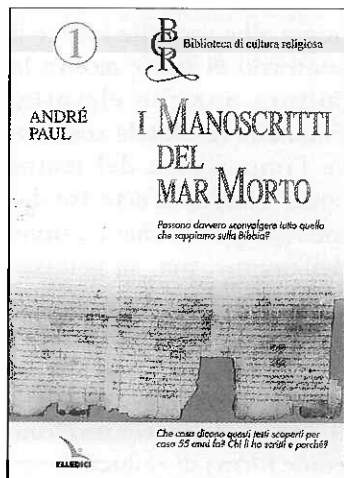 1
BCR
Biblioteca di cultura religiosa
ANDRÉ
PAUL
I MANOSCRITTI
DEL
MAR MORTO
Possono davvero sconvolgere tutto quello
che sappiamo sulla Bibbia?
Che cosa dicono questi testi scoperti per
caso 55 anni fa? Chi li ha scritti e perché?
ELLEDICI